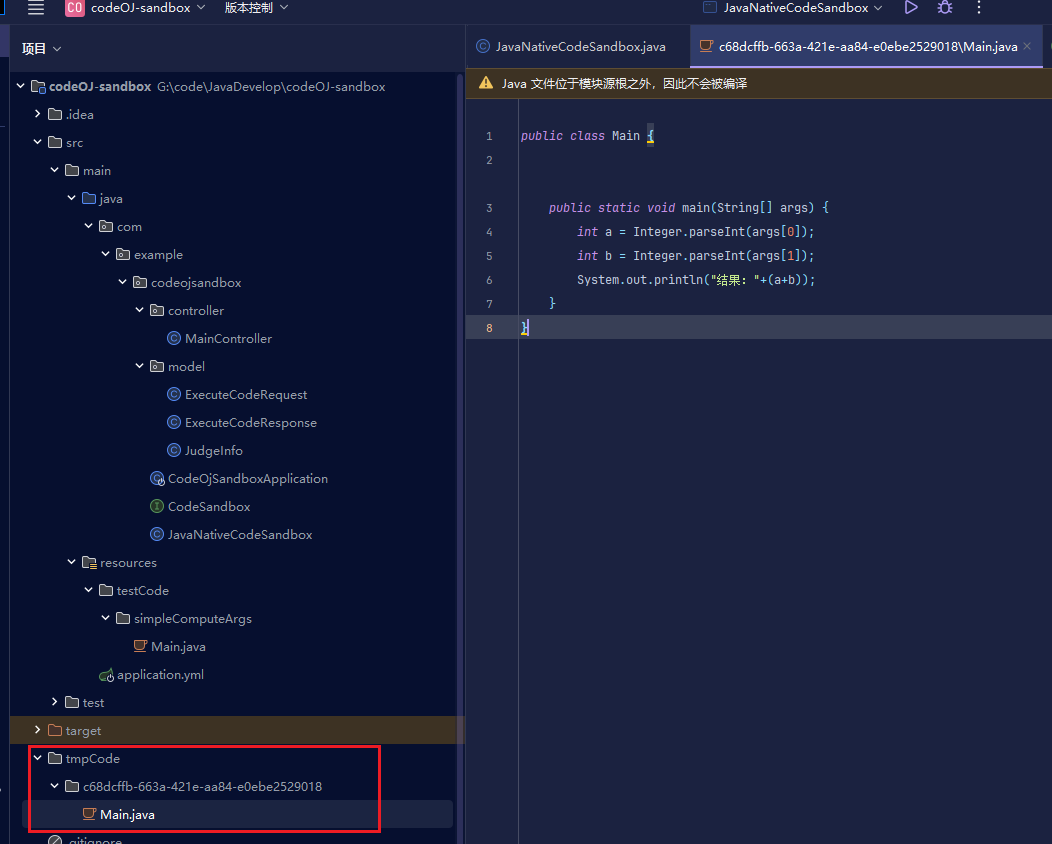 CO codeOJ-sandbox 版本控制 JavaNativeCodeSandbox
项目
JavaNativeCodeSandbox.java c68dcffb-663a-421e-aa84-e0ebe2529018\Main.java
Java 文件位于模块源根之外，因此不会被编译
codeOJ-sandbox G:\code\JavaDevelop\codeOJ-sandbox
.idea
src
main
java
com
example
codeojsandbox
controller
MainController
model
ExecuteCodeRequest
ExecuteCodeResponse
JudgeInfo
CodeOjSandboxApplication
CodeSandbox
JavaNativeCodeSandbox
resources
testCode
simpleComputeArgs
Main.java
application.yml
test
target
tmpCode
c68dcffb-663a-421e-aa84-e0ebe2529018
Main.java
.gitignore
1 public class Main {
2
3 public static void main(String[] args) {
4 int a = Integer.parseInt(args[0]);
5 int b = Integer.parseInt(args[1]);
6 System.out.println("结果："+(a+b));
7 }
8 }